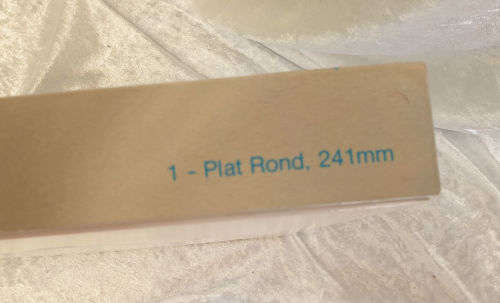 1 - Plat Rond, 241mm